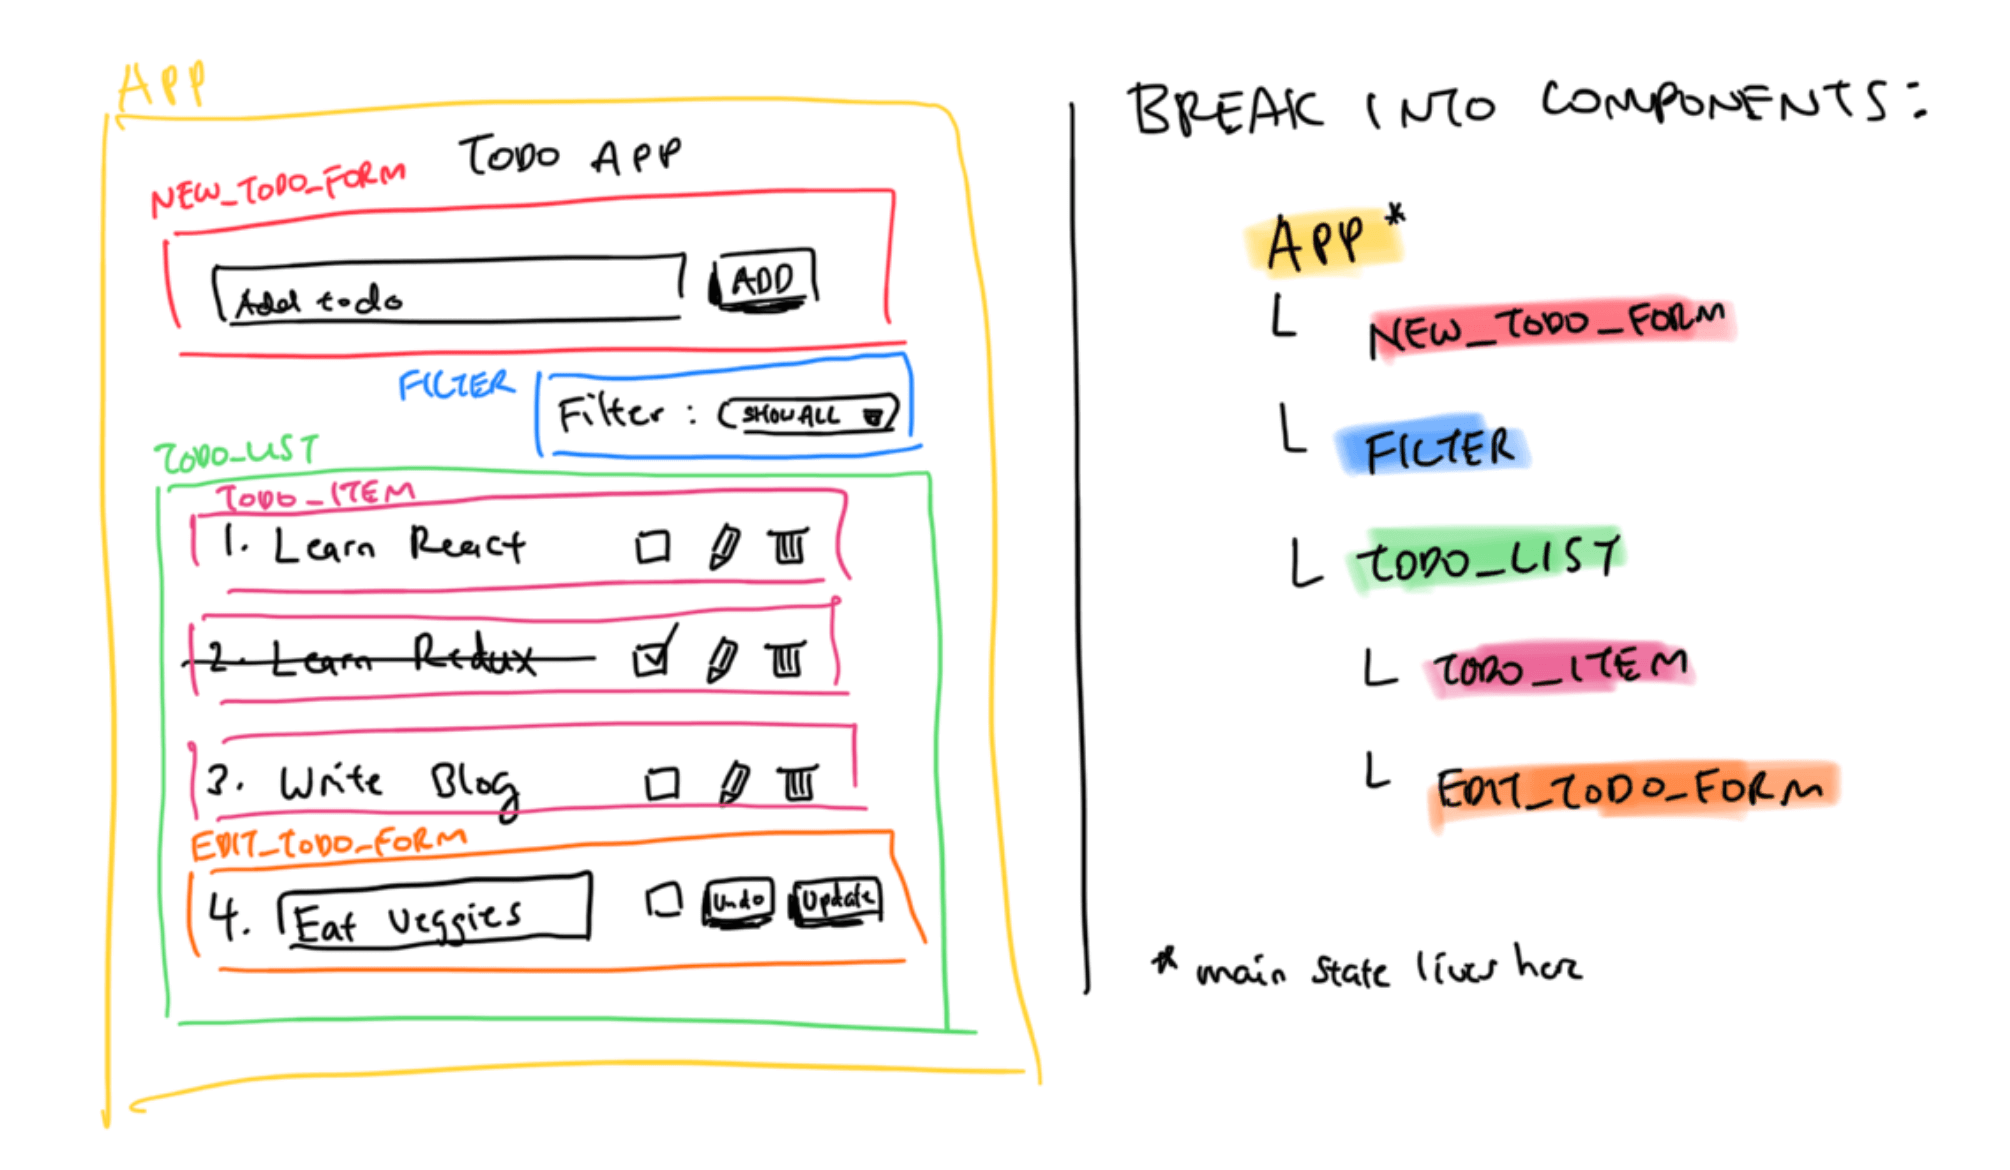 APP
TODO APP
NEW_TODO_FORM
Add todo
ADD
FILTER
Filter : SHOW ALL
TODO_LIST
TODO_ITEM
1. Learn React
2. Learn Redux
3. Write Blog
EDIT_TODO_FORM
4. Eat Veggies Undo Update
BREAK INTO COMPONENTS:
APP *
NEW_TODO_FORM
FILTER
TODO_LIST
TODO_ITEM
EDIT_TODO_FORM
* main state lives here